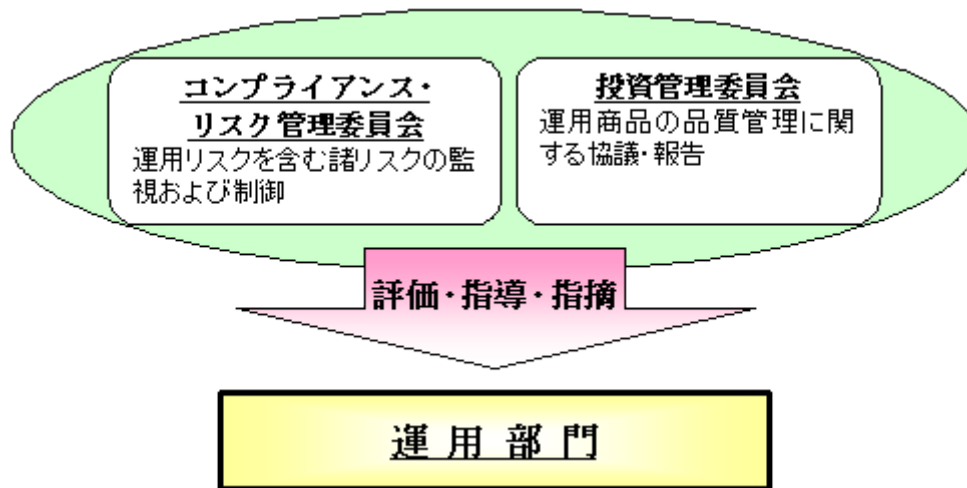 コンプライアンス・
リスク管理委員会
運用リスクを含む諸リスクの監
視および制御
投資管理委員会
運用商品の品質管理に関
する協議・報告
評価・指導・指摘
運用部門